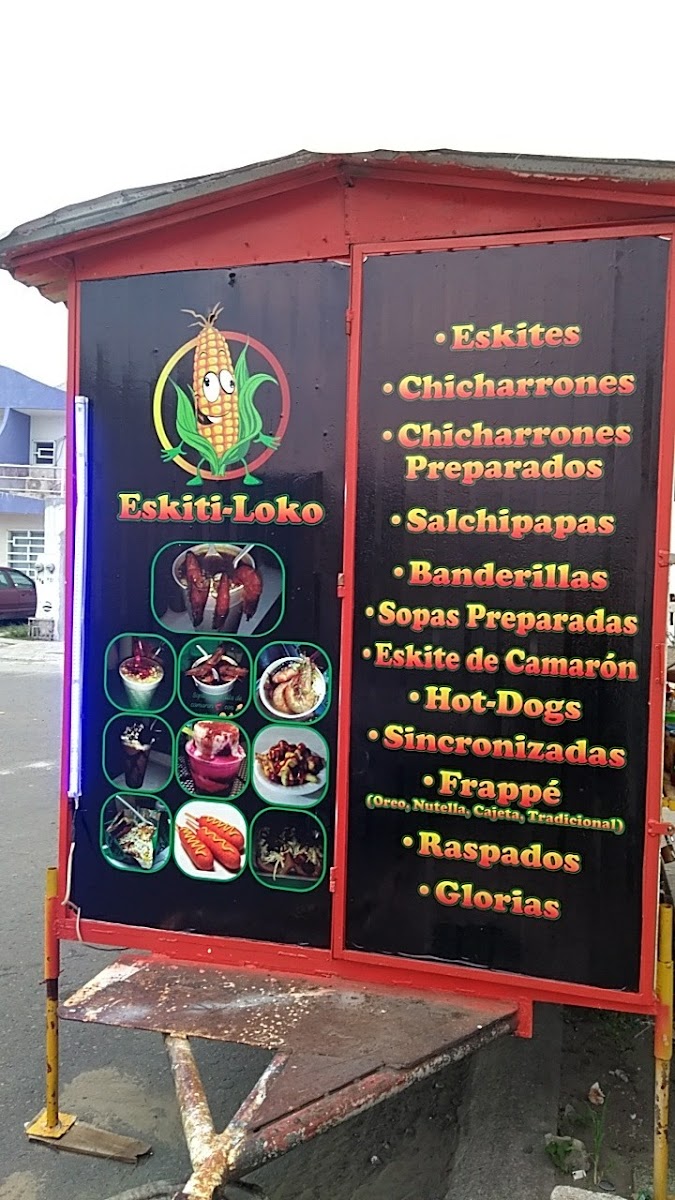 Eskiti-Loko
• Eskites
• Chicharrones
• Chicharrones
Preparados
• Salchipapas
• Banderillas
• Sopas Preparadas
• Eskite de Camarón
• Hot-Dogs
• Sincronizadas
• Frappé
(Oreo, Nutella, Cajeta, Tradicional)
• Raspados
• Glorias